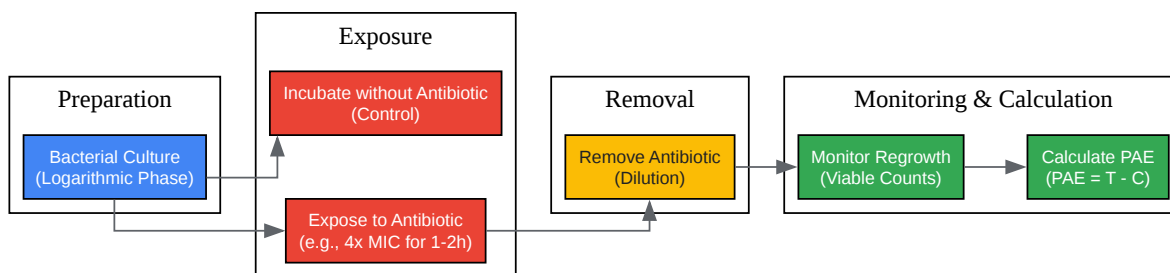 Preparation
Bacterial Culture
(Logarithmic Phase)
Exposure
Incubate without Antibiotic
(Control)
Expose to Antibiotic
(e.g., 4x MIC for 1-2h)
Removal
Remove Antibiotic
(Dilution)
Monitoring & Calculation
Monitor Regrowth
(Viable Counts)
Calculate PAE
(PAE = T - C)